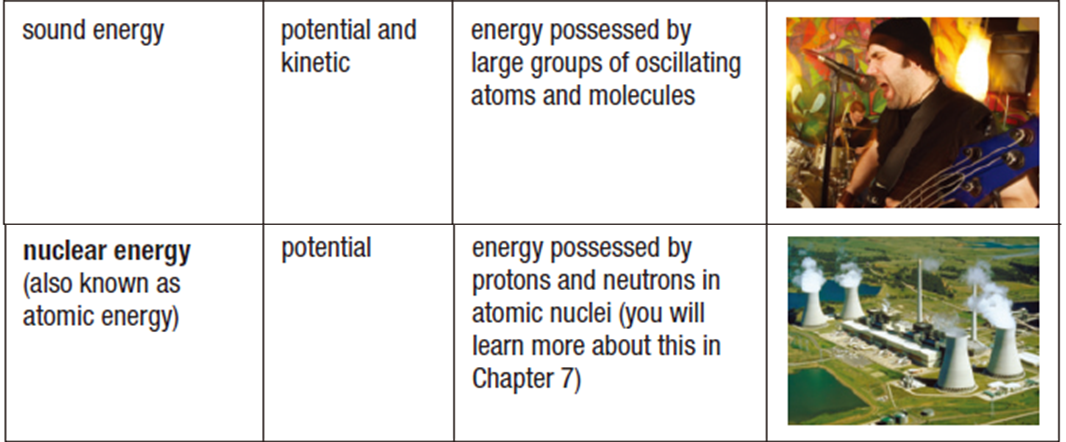 sound energy
potential and
kinetic
energy possessed by
large groups of oscillating
atoms and molecules
nuclear energy
(also known as
atomic energy)
potential
energy possessed by
protons and neutrons in
atomic nuclei (you will
learn more about this in
Chapter 7)